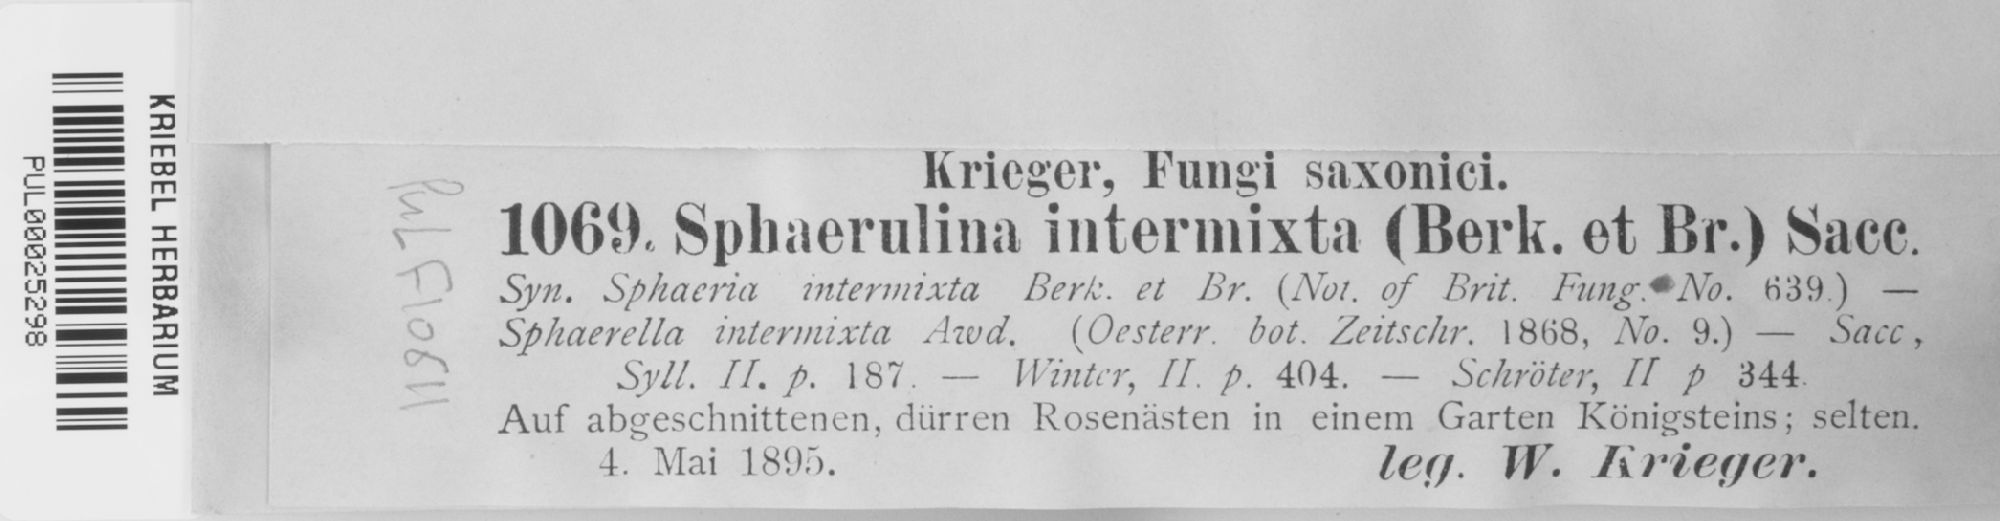 KRIEBEL HERBARIUM
PUL00025298
PUL F10811
Krieger, Fungi saxonici.
1069. Sphaerulina intermixta (Berk. et Br.) Sacc.
Syn. Sphaeria intermixta Berk. et Br. (Not. of Brit. Fung. No. 639.) —
Sphaerella intermixta Awd. (Oesterr. bot. Zeitschr. 1868, No. 9.) — Sacc,
Syll. II. p. 187. — Winter, II. p. 404. — Schröter, II p 344.
Auf abgeschnittenen, dürren Rosenästen in einem Garten Königsteins; selten.
4. Mai 1895.
leg. W. Krieger.